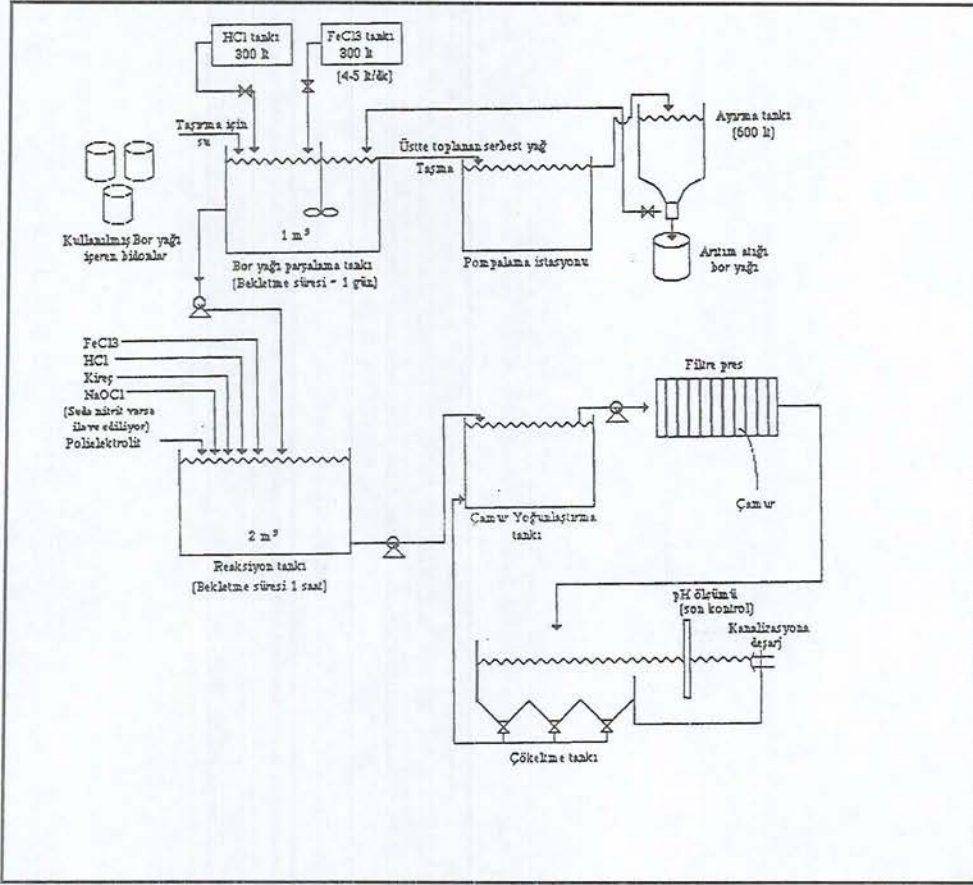 HCl tankı
300 lt
FeCl3 tankı
300 lt
(4-5 lt/dk)
Taşırma için
su
Üstte toplanan serbest yağ
Taşma
Ayırma tankı
(600 lt)
Kullanılmış Bor yağı
içeren bidonlar
1 m³
Bor yağı parçalama tankı
(Bekletme süresi = 1 gün)
Pompalama istasyonu
Arıtım atığı
bor yağı
FeCl3
HCl
Kireç
NaOCl
(Suda nitrit varsa
ilave ediliyor)
Polielektrolit
2 m³
Reaksiyon tankı
(Bekletme süresi 1 saat)
Çamur Yoğunlaştırma
tankı
Filtre pres
Çamur
pH ölçümü
(son kontrol)
Kanalizasyona
deşarj
Çökeltme tankı